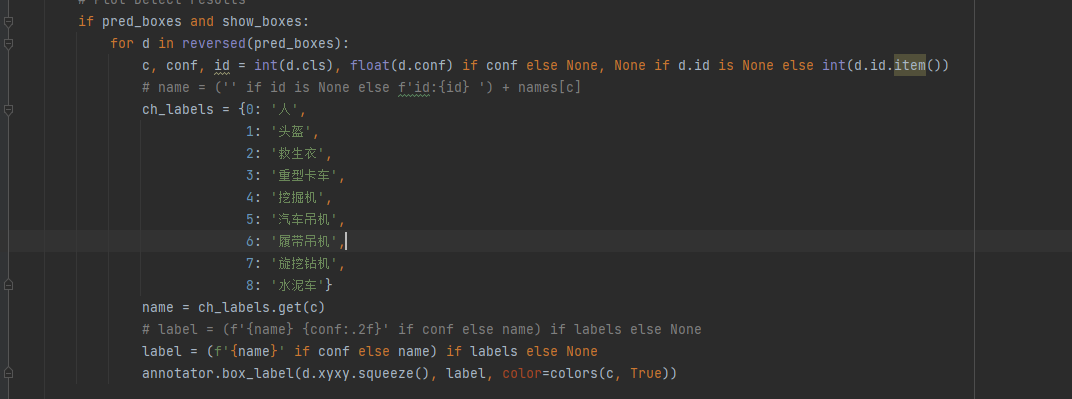 # Plot Detect results
if pred_boxes and show_boxes:
for d in reversed(pred_boxes):
c, conf, id = int(d.cls), float(d.conf) if conf else None, None if d.id is None else int(d.id.item())
# name = ('' if id is None else f'id:{id} ') + names[c]
ch_labels = {0: '人',
1: '头盔',
2: '救生衣',
3: '重型卡车',
4: '挖掘机',
5: '汽车吊机',
6: '履带吊机',
7: '旋挖钻机',
8: '水泥车'}
name = ch_labels.get(c)
# label = (f'{name} {conf:.2f}' if conf else name) if labels else None
label = (f'{name}' if conf else name) if labels else None
annotator.box_label(d.xyxy.squeeze(), label, color=colors(c, True))